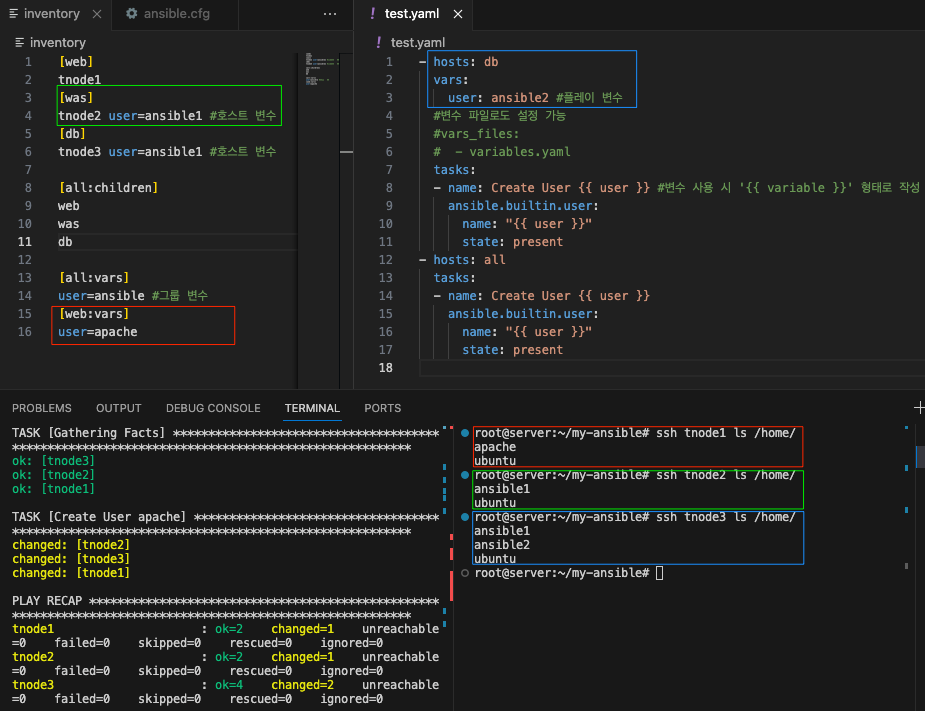 inventory
ansible.cfg
...
inventory
1 [web]
2 tnode1
3 [was]
4 tnode2 user=ansible1 #호스트 변수
5 [db]
6 tnode3 user=ansible1 #호스트 변수
7
8 [all:children]
9 web
10 was
11 db
12
13 [all:vars]
14 user=ansible #그룹 변수
15 [web:vars]
16 user=apache
! test.yaml
! test.yaml
1 - hosts: db
2 vars:
3 user: ansible2 #플레이 변수
4 #변수 파일로도 설정 가능
5 #vars_files:
6 # - variables.yaml
7 tasks:
8 - name: Create User {{ user }} #변수 사용 시 '{{ variable }}' 형태로 작성
9 ansible.builtin.user:
10 name: "{{ user }}"
11 state: present
12 - hosts: all
13 tasks:
14 - name: Create User {{ user }}
15 ansible.builtin.user:
16 name: "{{ user }}"
17 state: present
18
PROBLEMS OUTPUT DEBUG CONSOLE TERMINAL PORTS
TASK [Gathering Facts] **************************************
*********************************************************
ok: [tnode3]
ok: [tnode2]
ok: [tnode1]
TASK [Create User apache] ***********************************
*********************************************************
changed: [tnode2]
changed: [tnode3]
changed: [tnode1]
PLAY RECAP **************************************************
*********************************************************
tnode1 : ok=2 changed=1 unreachable
=0 failed=0 skipped=0 rescued=0 ignored=0
tnode2 : ok=2 changed=1 unreachable
=0 failed=0 skipped=0 rescued=0 ignored=0
tnode3 : ok=4 changed=2 unreachable
=0 failed=0 skipped=0 rescued=0 ignored=0
root@server:~/my-ansible# ssh tnode1 ls /home/
apache
ubuntu
root@server:~/my-ansible# ssh tnode2 ls /home/
ansible1
ubuntu
root@server:~/my-ansible# ssh tnode3 ls /home/
ansible1
ansible2
ubuntu
root@server:~/my-ansible#